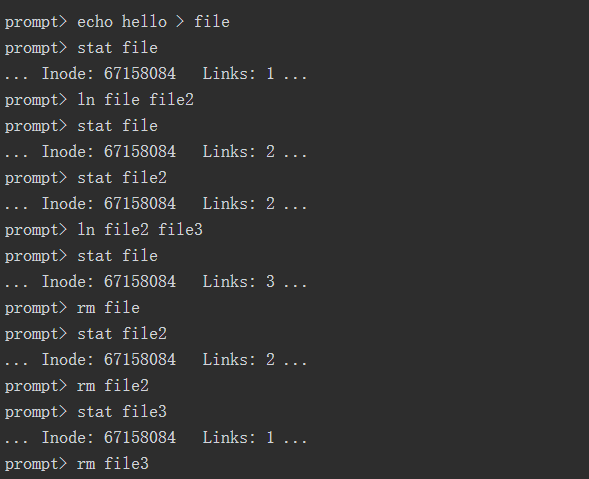 prompt> echo hello > file
prompt> stat file
... Inode: 67158084 Links: 1 ...
prompt> ln file file2
prompt> stat file
... Inode: 67158084 Links: 2 ...
prompt> stat file2
... Inode: 67158084 Links: 2 ...
prompt> ln file2 file3
prompt> stat file
... Inode: 67158084 Links: 3 ...
prompt> rm file
prompt> stat file2
... Inode: 67158084 Links: 2 ...
prompt> rm file2
prompt> stat file3
... Inode: 67158084 Links: 1 ...
prompt> rm file3